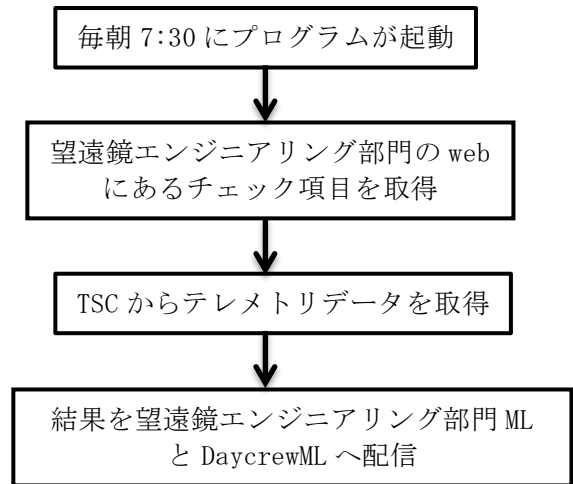 毎朝 7:30 にプログラムが起動
望遠鏡エンジニアリング部門の web
にあるチェック項目を取得
TSC からテレメトリデータを取得
結果を望遠鏡エンジニアリング部門 ML
と DaycrewML へ配信